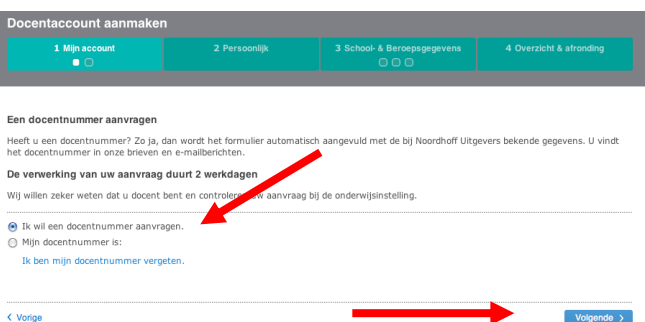 Docentaccount aanmaken
1 Mijn account
2 Persoonlijk
3 School- & Beroepsgegevens
4 Overzicht & afronding
Een docentnummer aanvragen
Heeft u een docentnummer? Zo ja, dan wordt het formulier automatisch aangevuld met de bij Noordhoff Uitgevers bekende gegevens. U vindt
het docentnummer in onze brieven en e-mailberichten.
De verwerking van uw aanvraag duurt 2 werkdagen
Wij willen zeker weten dat u docent bent en controleren uw aanvraag bij de onderwijsinstelling.
Ik wil een docentnummer aanvragen.
Mijn docentnummer is:
Ik ben mijn docentnummer vergeten.
‹ Vorige
Volgende ›